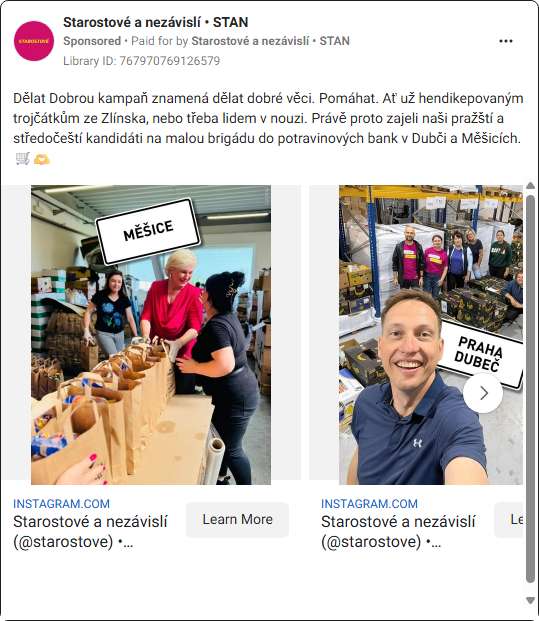 STAROSTOVÉ
Starostové a nezávislí • STAN
Sponsored • Paid for by Starostové a nezávislí • STAN
Library ID: 767970769126579
Dělat Dobrou kampaň znamená dělat dobré věci. Pomáhat. Ať už hendikepovaným
trojčátkům ze Zlínska, nebo třeba lidem v nouzi. Právě proto zajeli naši pražští a
středočeští kandidáti na malou brigádu do potravinových bank v Dubči a Měšicích.
🛒🫶
MĚŠICE
PRAHA
DUBEČ
INSTAGRAM.COM
Starostové a nezávislí
(@starostove) •…
Learn More
INSTAGRAM.COM
Starostové a nezávislí
(@starostove) •…
Le